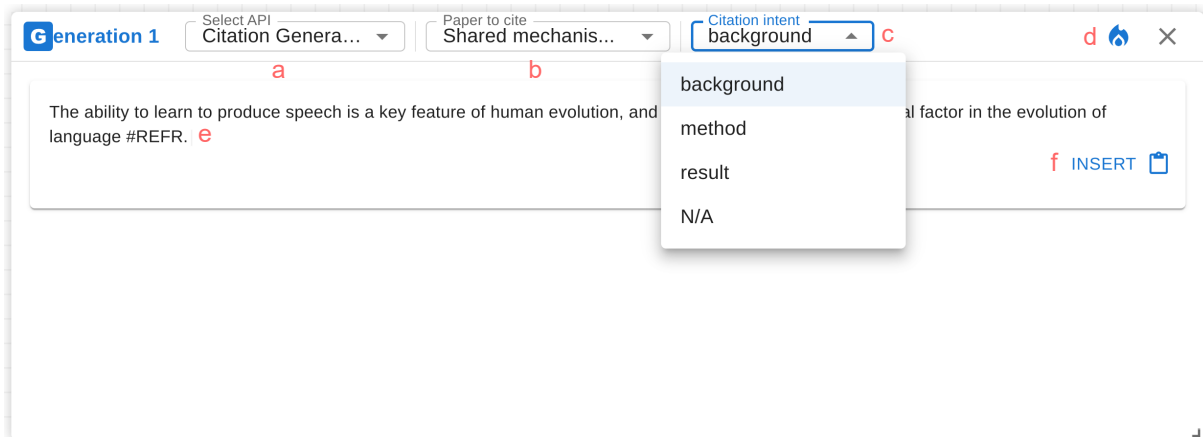 Generation 1
Select API
Citation Genera...
Paper to cite
Shared mechanis...
Citation intent
background
a
b
c
d
background
method
result
N/A
The ability to learn to produce speech is a key feature of human evolution, and
factor in the evolution of
language #REFR.
e
f
INSERT